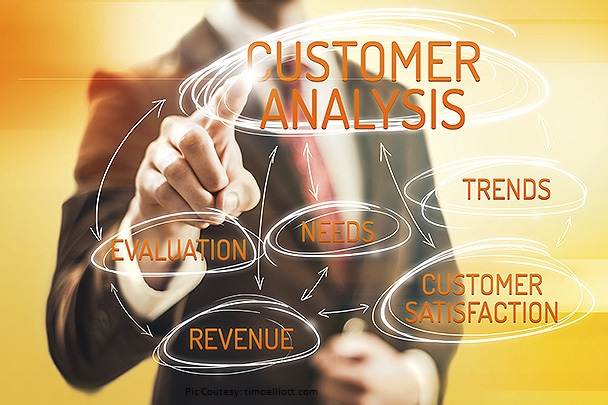 CUSTOMER
ANALYSIS
TRENDS
EVALUATION
NEEDS
CUSTOMER
SATISFACTION
REVENUE
Pic Coutesy: timoelliott.com